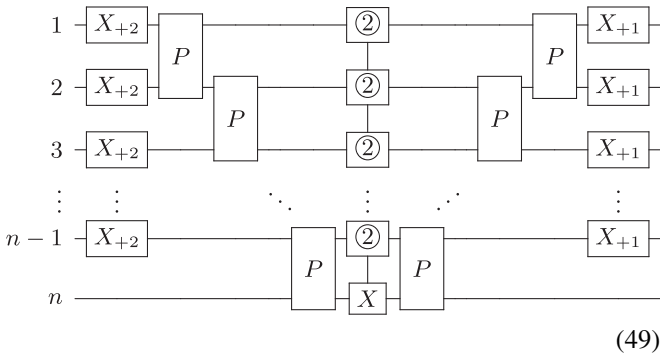 1 X₊₂ P ② P X₊₁
2 X₊₂ P ② P X₊₁
3 X₊₂ ② X₊₁
⋮ ⋮ ⋱ ⋮ ⋰ ⋮
n − 1 X₊₂ P ② P X₊₁
n X
(49)